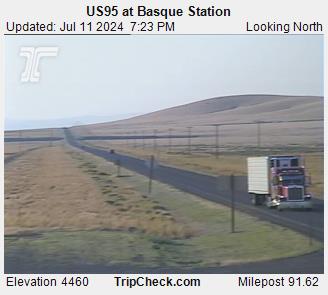 US95 at Basque Station
Updated: Jul 11 2024 7:23 PM Looking North
Elevation 4460 TripCheck.com Milepost 91.62